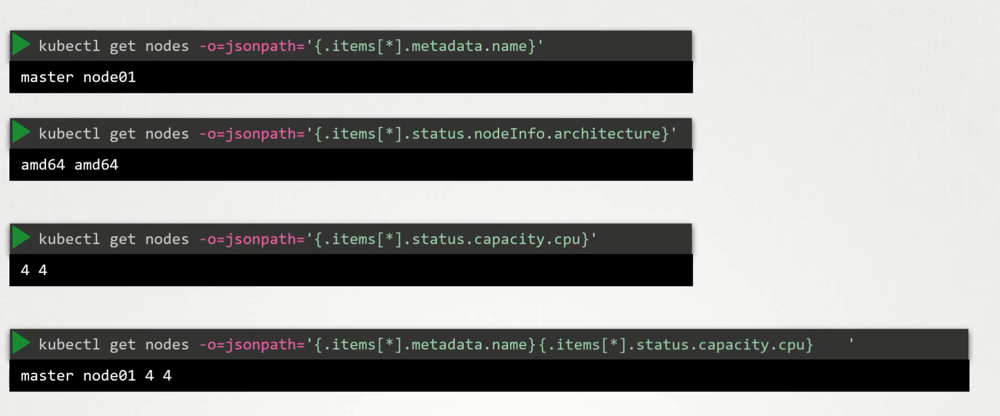 kubectl get nodes -o=jsonpath='{.items[*].metadata.name}'
master node01
kubectl get nodes -o=jsonpath='{.items[*].status.nodeInfo.architecture}'
amd64 amd64
kubectl get nodes -o=jsonpath='{.items[*].status.capacity.cpu}'
4 4
kubectl get nodes -o=jsonpath='{.items[*].metadata.name}{.items[*].status.capacity.cpu}    '
master node01 4 4